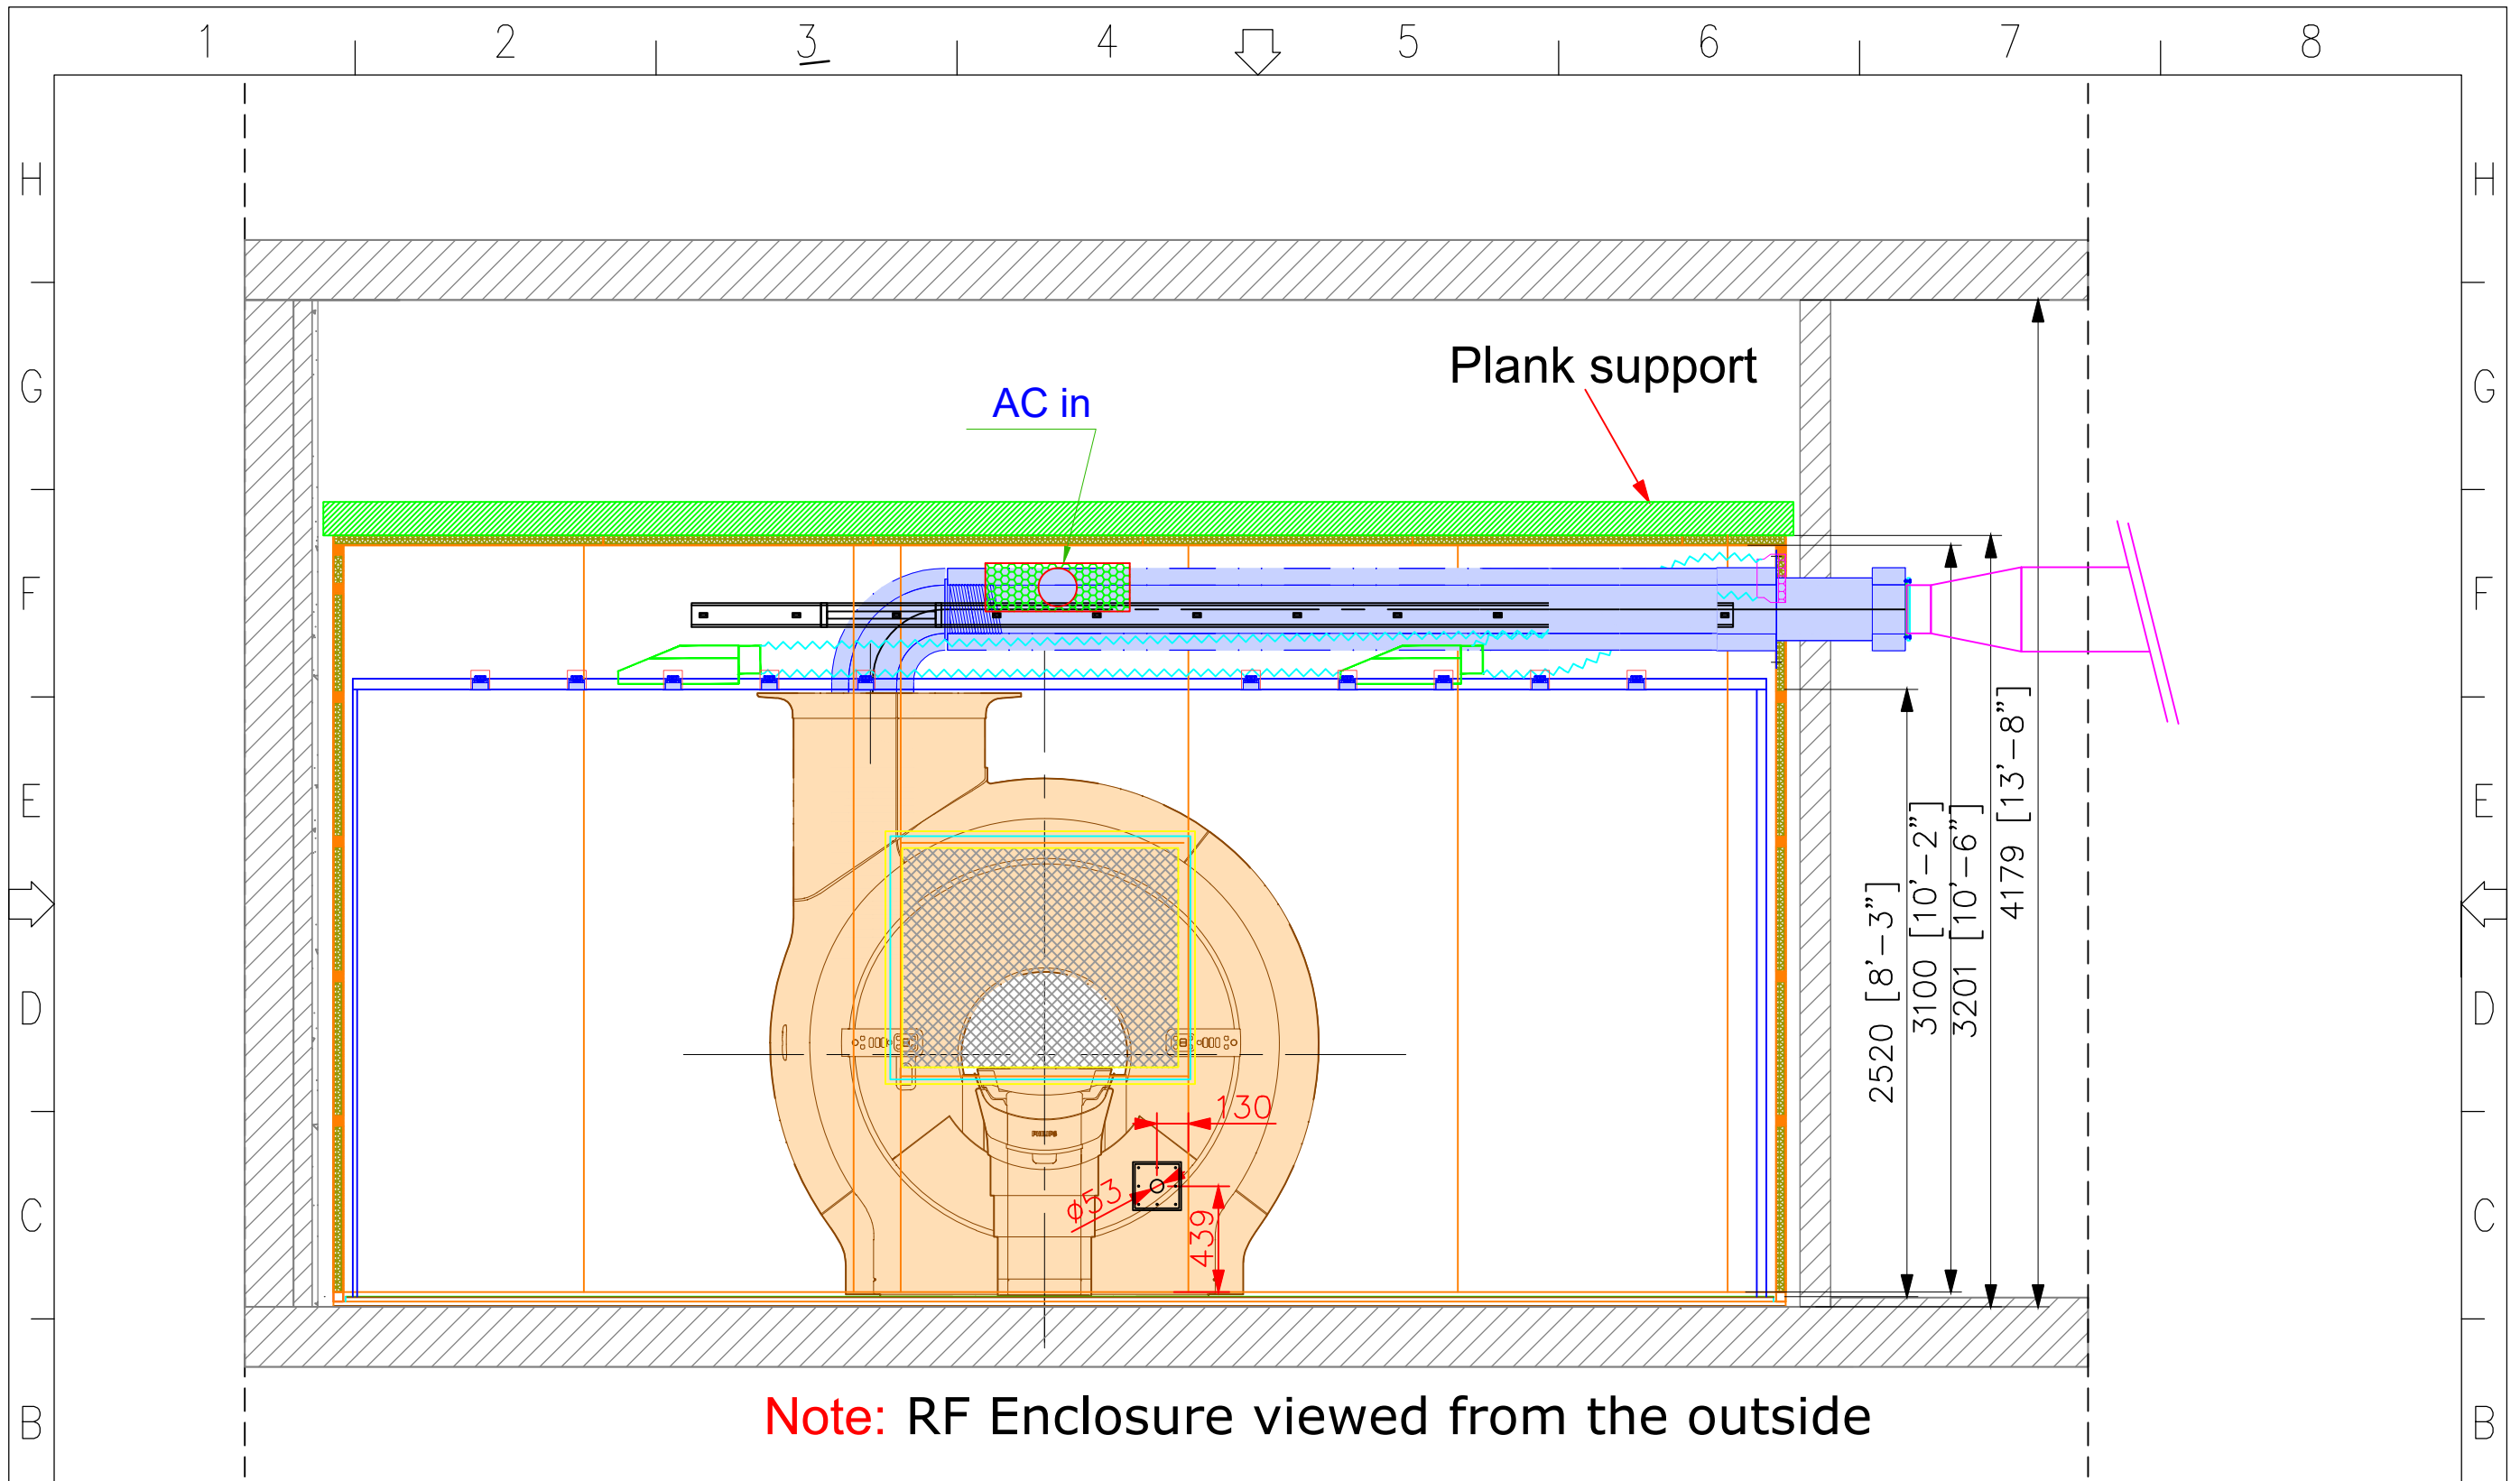 1 2 3 4 5 6 7 8
H H
Plank support
G G
AC in
F F
E E
2520 [8'-3"]
3100 [10'-2"]
3201 [10'-6"]
4179 [13'-8"]
D D
PHILIPS
130
ϕ53
439
C C
Note: RF Enclosure viewed from the outside
B B